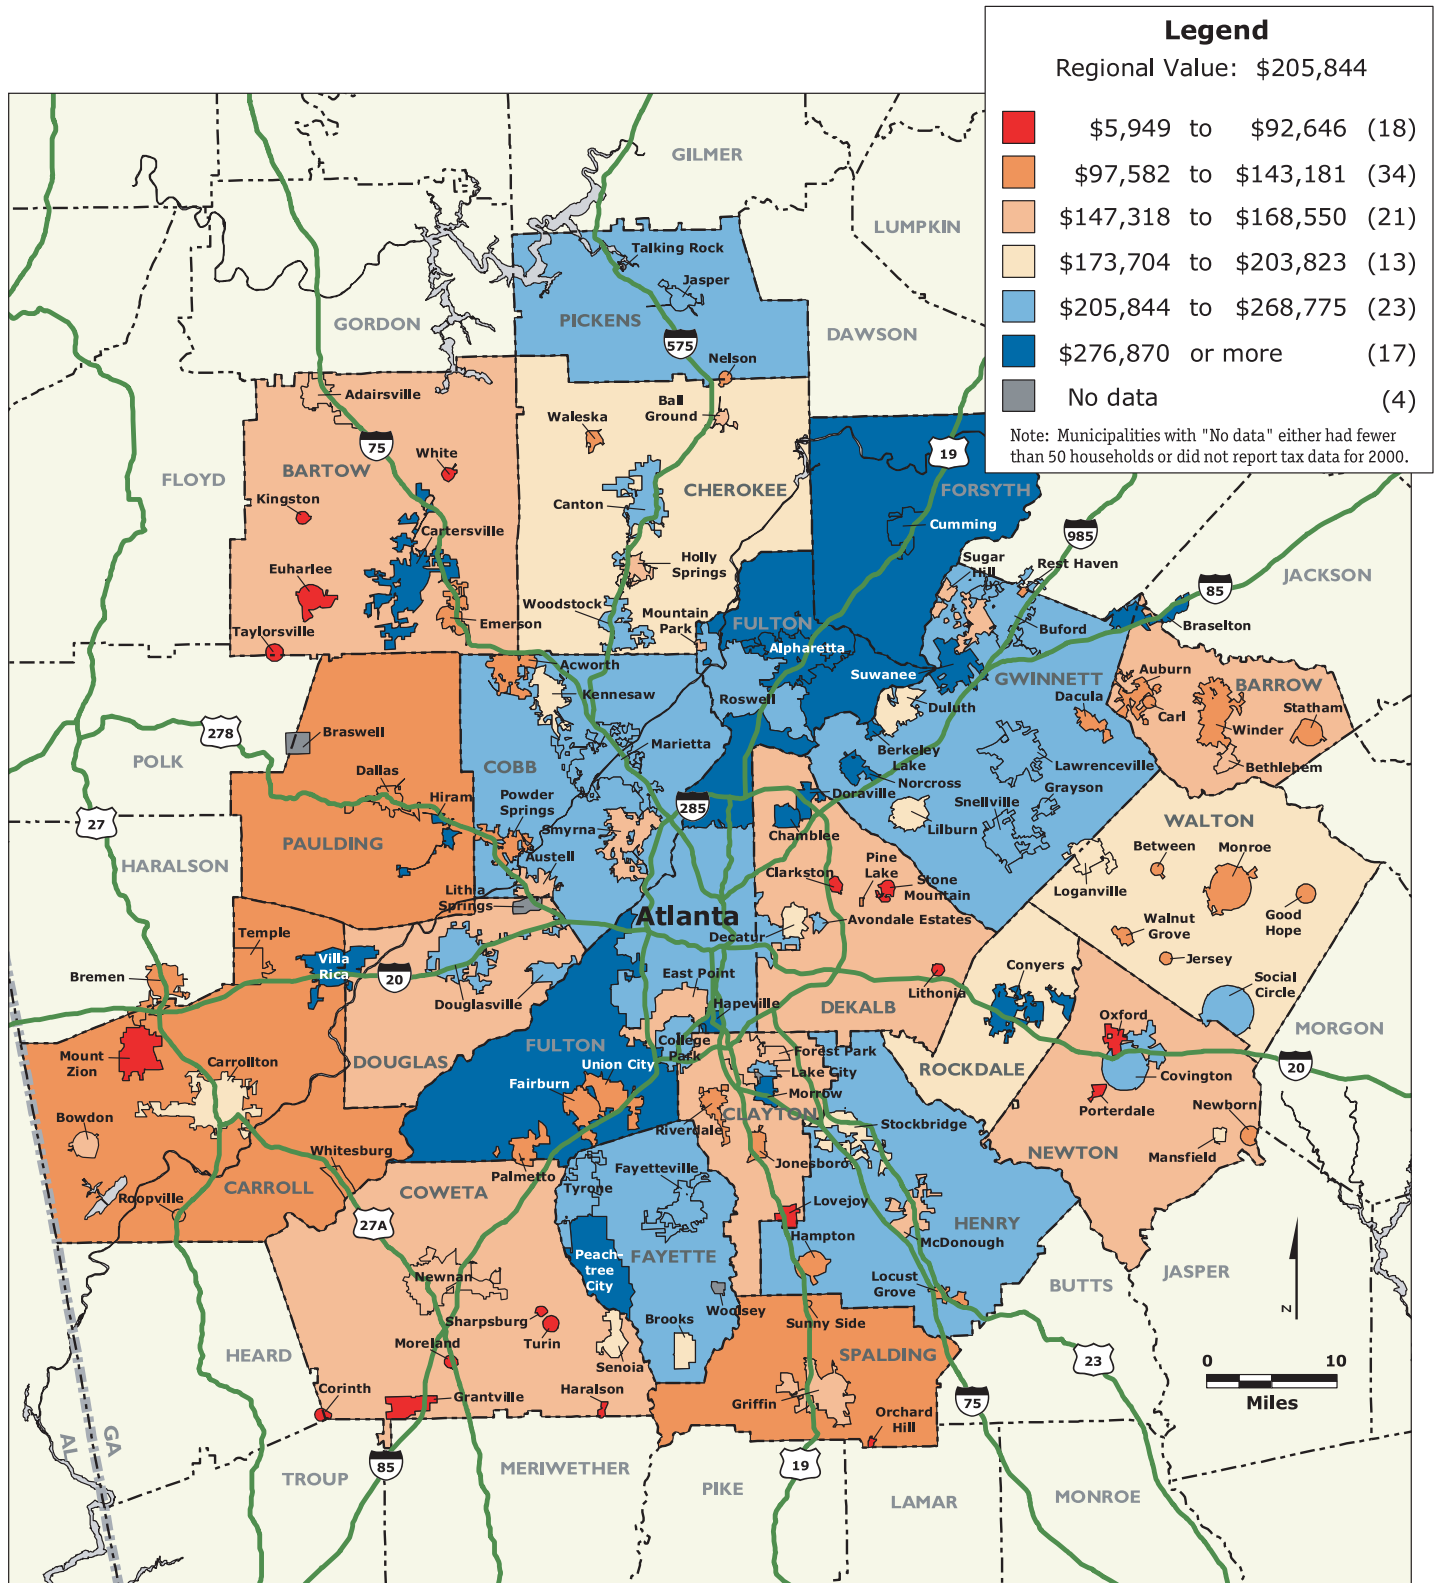 Legend
Regional Value: $205,844
$5,949 to $92,646 (18)
$97,582 to $143,181 (34)
$147,318 to $168,550 (21)
$173,704 to $203,823 (13)
$205,844 to $268,775 (23)
$276,870 or more (17)
No data (4)
Note: Municipalities with "No data" either had fewer
than 50 households or did not report tax data for 2000.
GILMER
LUMPKIN
Talking Rock
Jasper
PICKENS
GORDON
DAWSON
575
Nelson
Adairsville
Ball
Ground
Waleska
75
19
White
BARTOW
FLOYD
CHEROKEE
FORSYTH
Kingston
Canton
Cumming
Cartersville
985
Sugar
Hill
Rest Haven
Holly
Springs
Euharlee
JACKSON
85
Woodstock
Mountain
Park
FULTON
Buford
Braselton
Emerson
Taylorsville
Alpharetta
Acworth
Suwanee
GWINNETT
Auburn
BARROW
Kennesaw
Roswell
Duluth
Dacula
Carl
Statham
278
Braswell
Marietta
Winder
POLK
COBB
Berkeley
Lake
Lawrenceville
Bethlehem
Dallas
Norcross
Grayson
Hiram
Powder
Springs
285
Doraville
Snellville
27
Smyrna
Chamblee
Lilburn
WALTON
PAULDING
Between
Monroe
HARALSON
Austell
Pine
Lake
Clarkston
Stone
Mountain
Loganville
Lithia
Springs
Atlanta
Avondale Estates
Walnut
Grove
Good
Hope
Temple
Decatur
Villa
Rica
Jersey
Bremen
20
East Point
Conyers
Social
Circle
Douglasville
Hapeville
Lithonia
DEKALB
Oxford
MORGON
Mount
Zion
Carrollton
DOUGLAS
FULTON
College
Park
Forest Park
Union City
Lake City
ROCKDALE
20
Fairburn
Morrow
Covington
Bowdon
CLAYTON
Porterdale
Newborn
Riverdale
Stockbridge
Whitesburg
Jonesboro
NEWTON
Mansfield
Palmetto
Fayetteville
Roopville
CARROLL
COWETA
Tyrone
Lovejoy
27A
HENRY
Hampton
McDonough
Peach-
tree
City
FAYETTE
JASPER
Newnan
Locust
Grove
BUTTS
Woolsey
Sharpsburg
Brooks
Sunny Side
N
Moreland
Turin
HEARD
Senoia
SPALDING
23
0 10
Miles
Corinth
Grantville
Haralson
Griffin
75
Orchard
Hill
GA
AL
85
19
TROUP
MERIWETHER
PIKE
LAMAR
MONROE